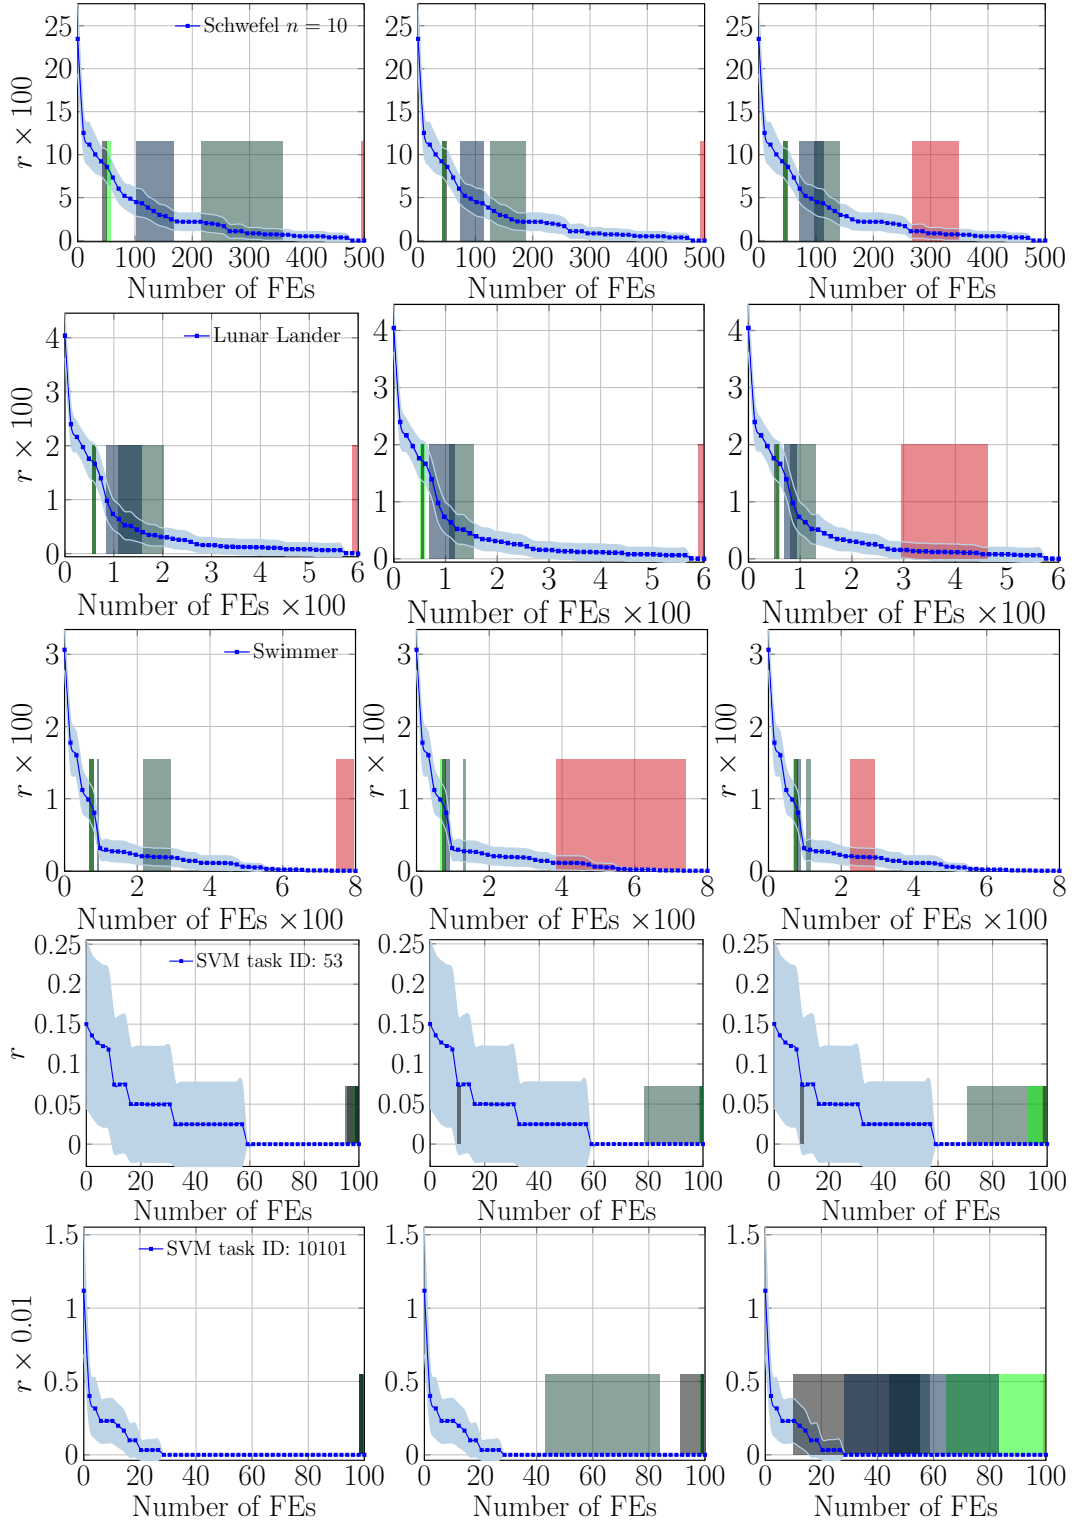 25
20
15
10
5
0
r × 100
Schwefel n = 10
0 100 200 300 400 500
Number of FEs
25
20
15
10
5
0
0 100 200 300 400 500
Number of FEs
25
20
15
10
5
0
0 100 200 300 400 500
Number of FEs
4
3
2
1
0
r × 100
Lunar Lander
0 1 2 3 4 5 6
Number of FEs ×100
4
3
2
1
0
0 1 2 3 4 5 6
Number of FEs ×100
4
3
2
1
0
0 1 2 3 4 5 6
Number of FEs ×100
3
2
1
0
r × 100
Swimmer
0 2 4 6 8
Number of FEs ×100
3
2
1
0
r × 100
0 2 4 6 8
Number of FEs ×100
3
2
1
0
r × 100
0 2 4 6 8
Number of FEs ×100
0.25
0.2
0.15
0.1
0.05
0
r
SVM task ID: 53
0 20 40 60 80 100
Number of FEs
0.25
0.2
0.15
0.1
0.05
0
0 20 40 60 80 100
Number of FEs
0.25
0.2
0.15
0.1
0.05
0
0 20 40 60 80 100
Number of FEs
1.5
1
0.5
0
r × 0.01
SVM task ID: 10101
0 20 40 60 80 100
Number of FEs
1.5
1
0.5
0
0 20 40 60 80 100
Number of FEs
1.5
1
0.5
0
0 20 40 60 80 100
Number of FEs